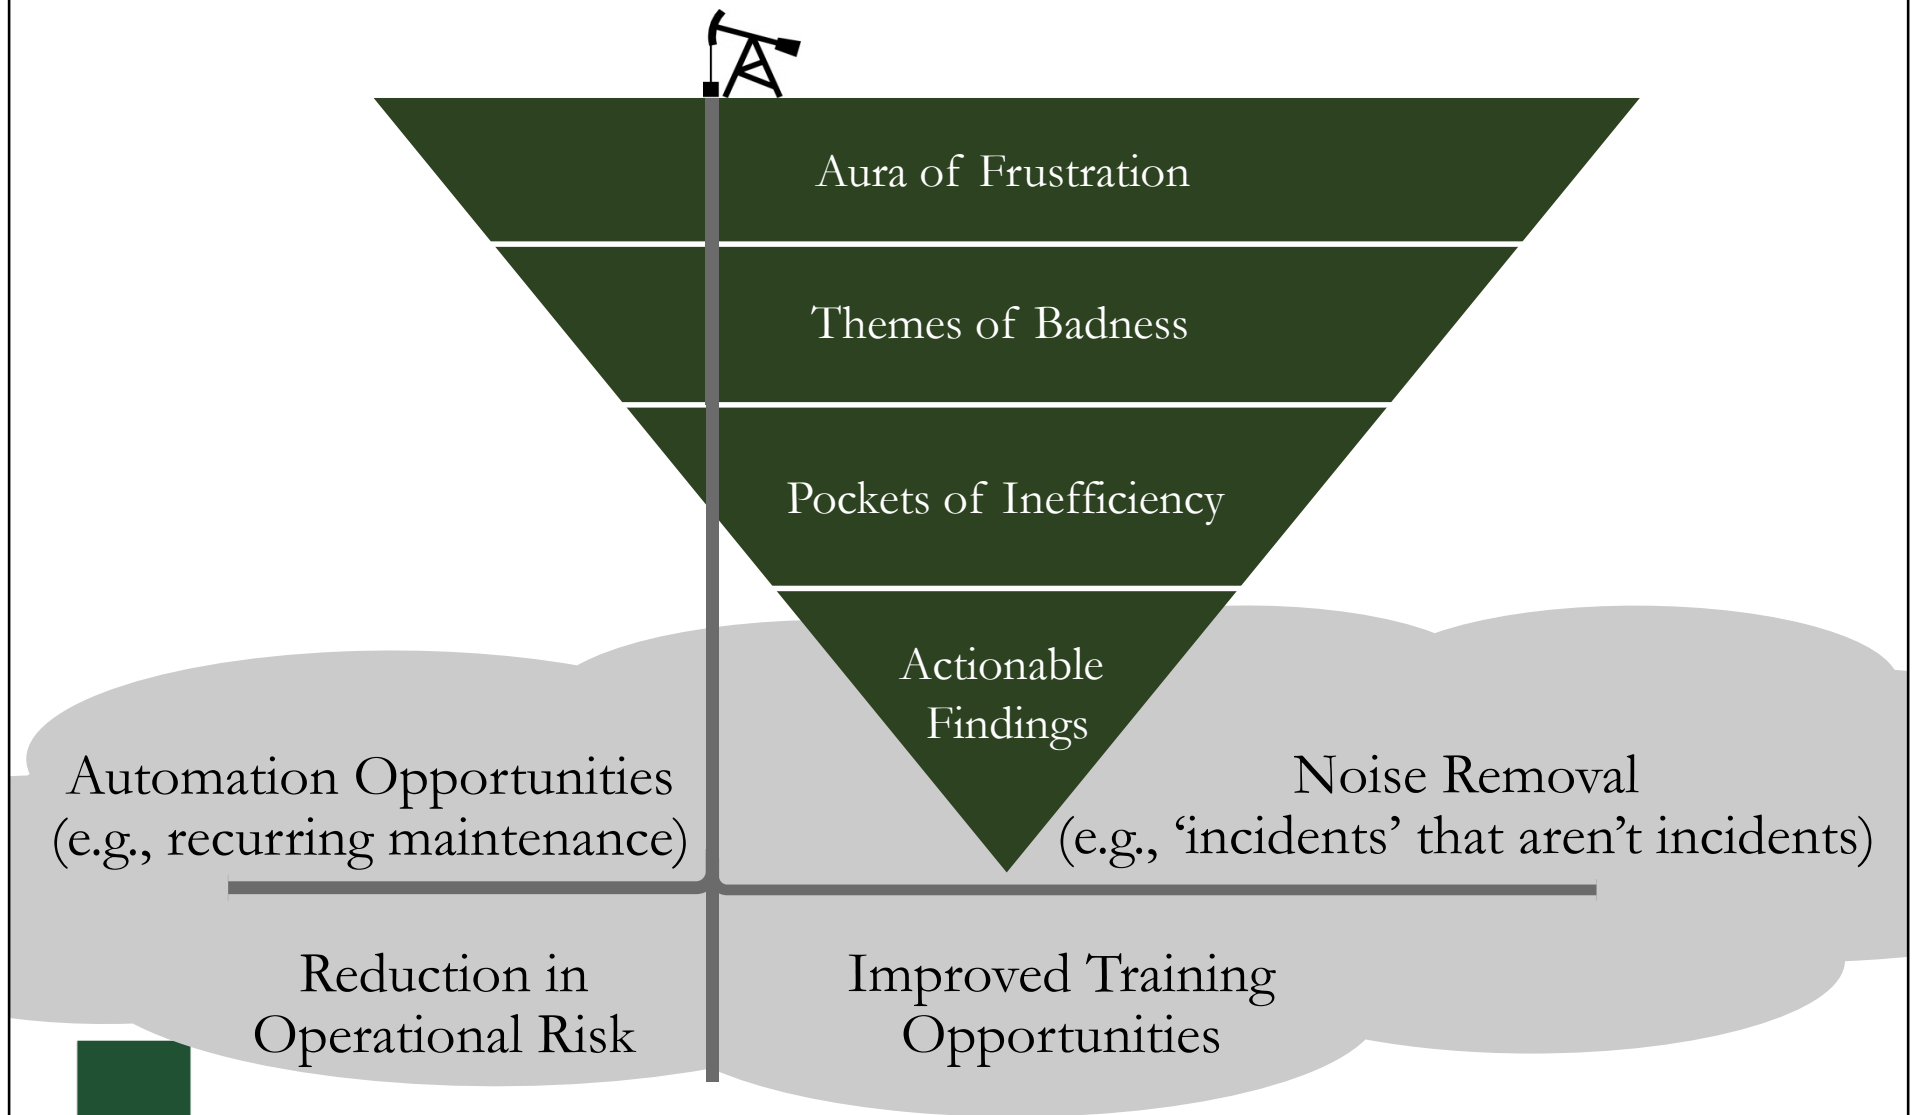 Aura of Frustration
Themes of Badness
Pockets of Inefficiency
Actionable
Findings
Automation Opportunities
(e.g., recurring maintenance)
Noise Removal
(e.g., ‘incidents’ that aren’t incidents)
Reduction in
Operational Risk
Improved Training
Opportunities